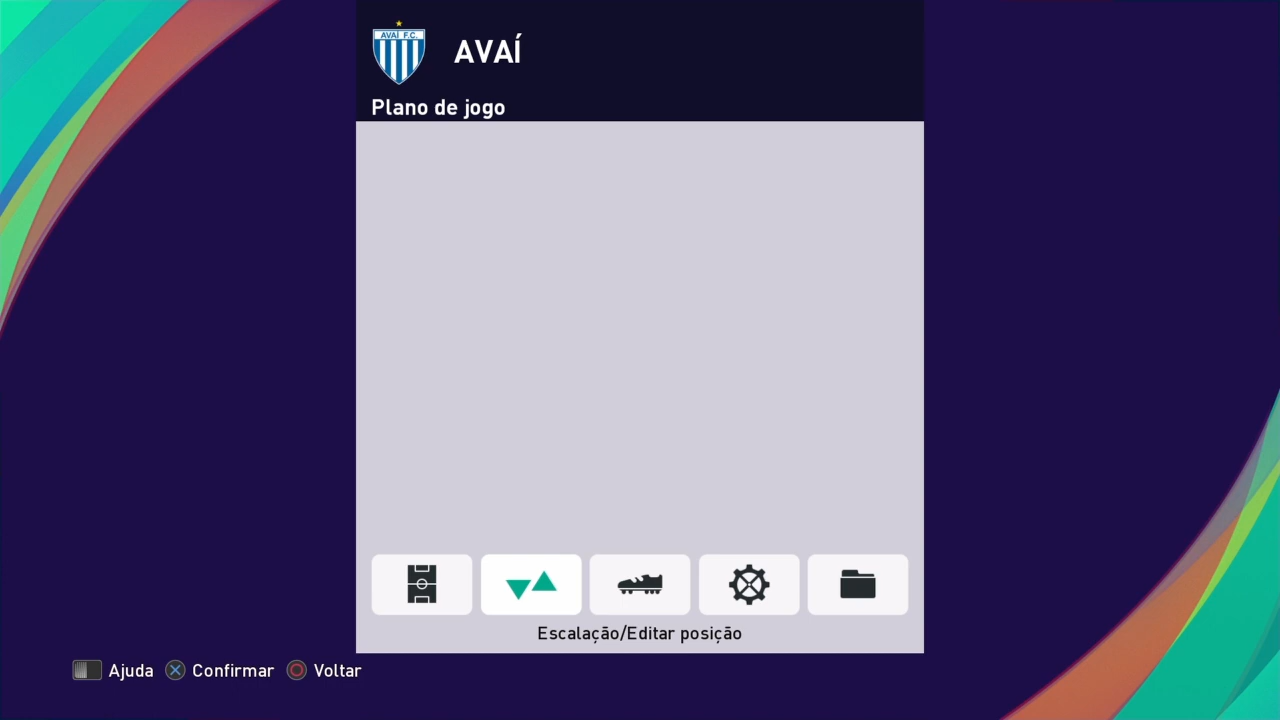 AVAÍ F.C.
AVAÍ
Plano de jogo
Escalação/Editar posição
Ajuda Confirmar Voltar